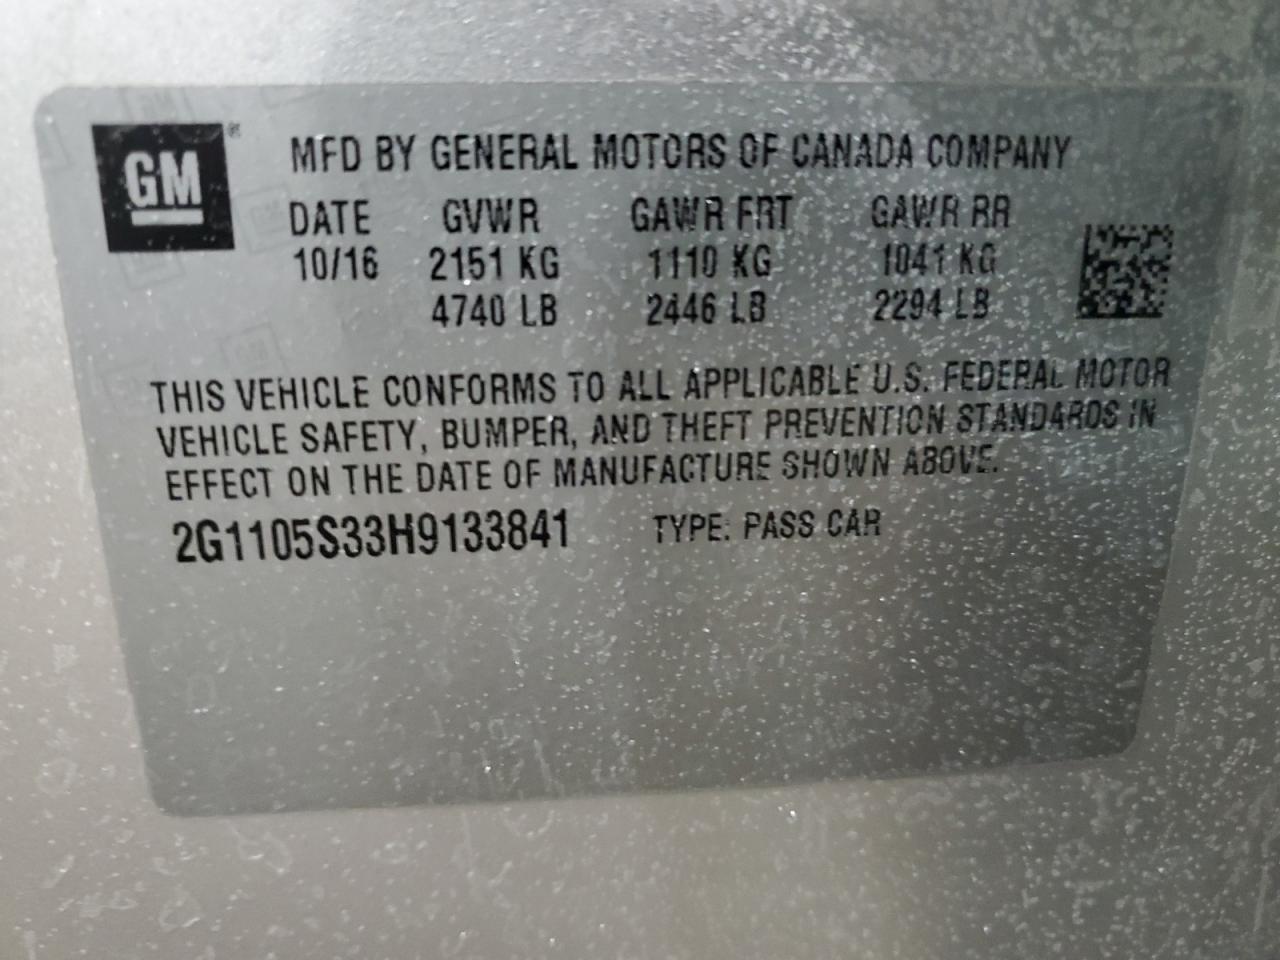 GM
MFD BY GENERAL MOTORS OF CANADA COMPANY
DATE GVWR GAWR FRT GAWR RR
10/16 2151 KG 1110 KG 1041 KG
4740 LB 2446 LB 2294 LB
THIS VEHICLE CONFORMS TO ALL APPLICABLE U.S. FEDERAL MOTOR
VEHICLE SAFETY, BUMPER, AND THEFT PREVENTION STANDARDS IN
EFFECT ON THE DATE OF MANUFACTURE SHOWN ABOVE.
2G1105S33H9133841 TYPE: PASS CAR